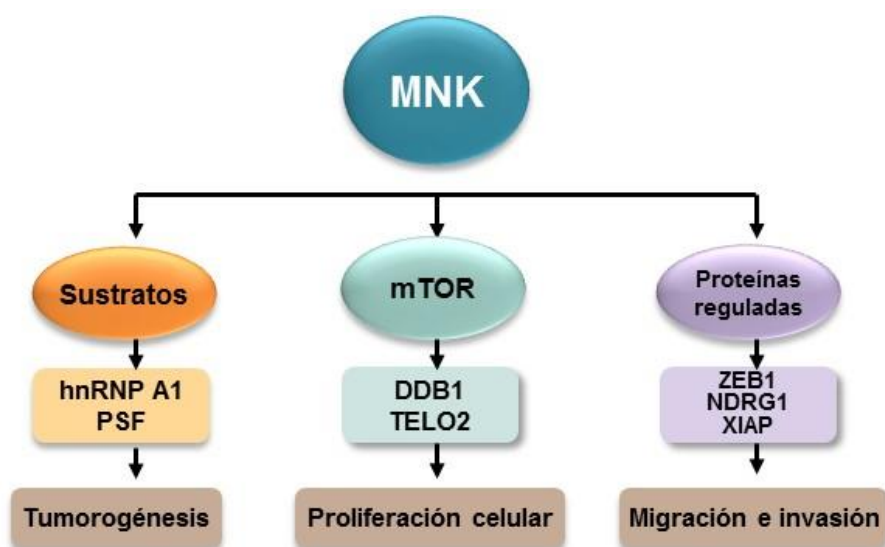 MNK
Sustratos
mTOR
Proteínas
reguladas
hnRNP A1
PSF
DDB1
TELO2
ZEB1
NDRG1
XIAP
Tumorogénesis
Proliferación celular
Migración e invasión